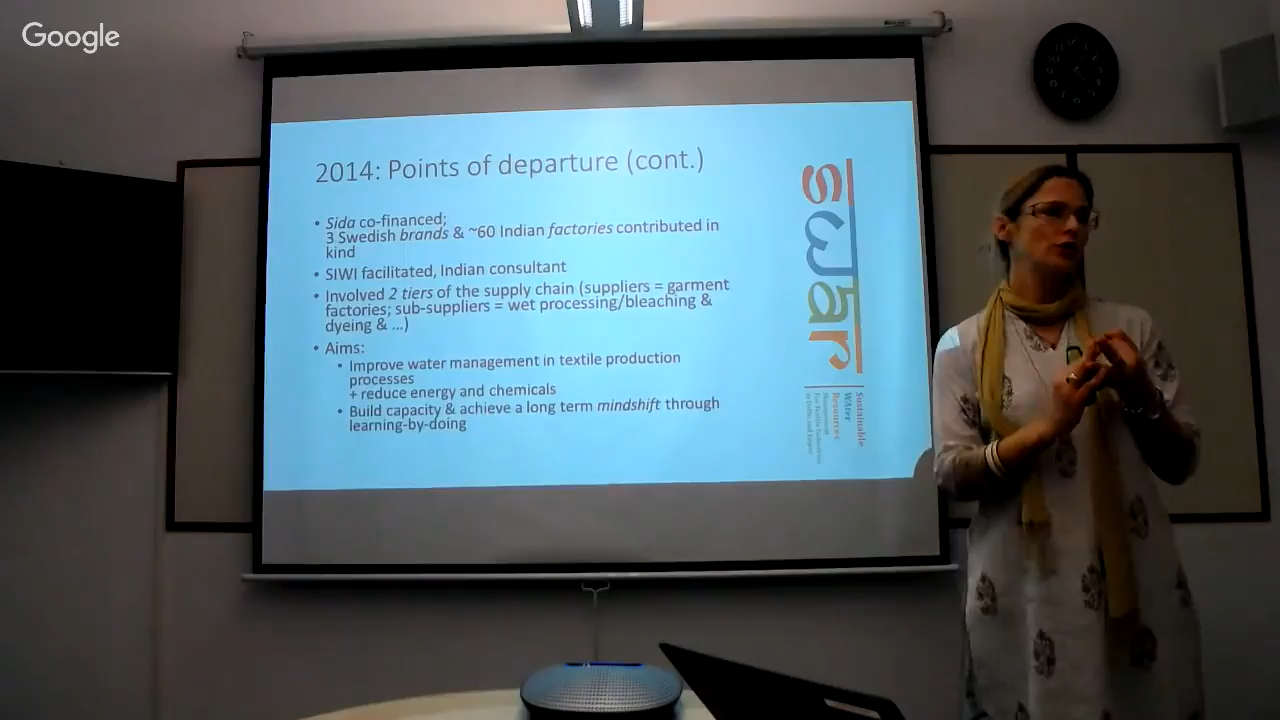 Google
2014: Points of departure (cont.)
• Sida co-financed;
3 Swedish brands & ~60 Indian factories contributed in
kind
• SIWI facilitated, Indian consultant
• Involved 2 tiers of the supply chain (suppliers = garment
factories; sub-suppliers = wet processing/bleaching &
dyeing & ...)
• Aims:
• Improve water management in textile production
processes
+ reduce energy and chemicals
• Build capacity & achieve a long term mindshift through
learning-by-doing
swar
Sustainable
WAter
Resources